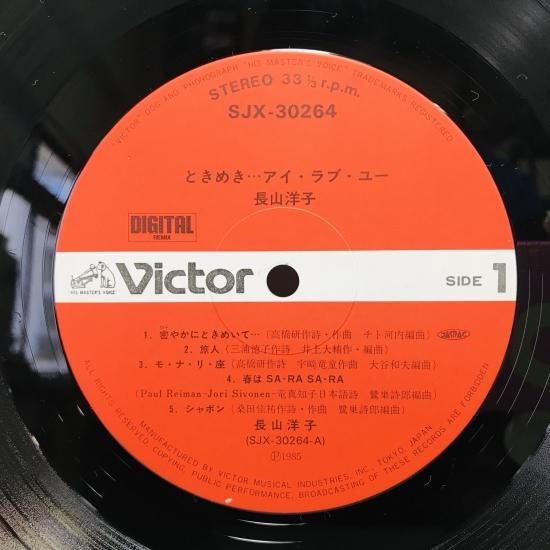 "VICTOR" DOG AND PHONOGRAPH "HIS MASTER'S VOICE" TRADEMARKS REGISTERED
STEREO 33 1/3 r.p.m.
SJX-30264
ときめき…アイ・ラブ・ユー
長山洋子
DIGITAL
REMIX
"HIS MASTER'S VOICE"
Victor
SIDE 1
1. 密やかにときめいて…(高橋研作詩・作曲 チト河内編曲)
JASRAC
2. 旅人 (三浦徳子作詩 井上大輔作・編曲)
3. モ・ナ・リ・座 (高橋研作詩 宇崎竜童作曲 大谷和夫編曲)
4. 春は SA-RA SA-RA
(Paul Reiman-Jori Sivonen-竜真知子日本語詩 鷺巣詩郎編曲)
5. シャボン (桑田佳祐作詩・作曲 鷺巣詩郎編曲)
長山洋子
(SJX-30264-A)
Ⓟ1985
MANUFACTURED BY VICTOR MUSICAL INDUSTRIES, INC., TOKYO, JAPAN
ALL RIGHTS RESERVED. COPYING, PUBLIC PERFORMANCE, BROADCASTING OF THESE RECORDS ARE FORBIDDEN